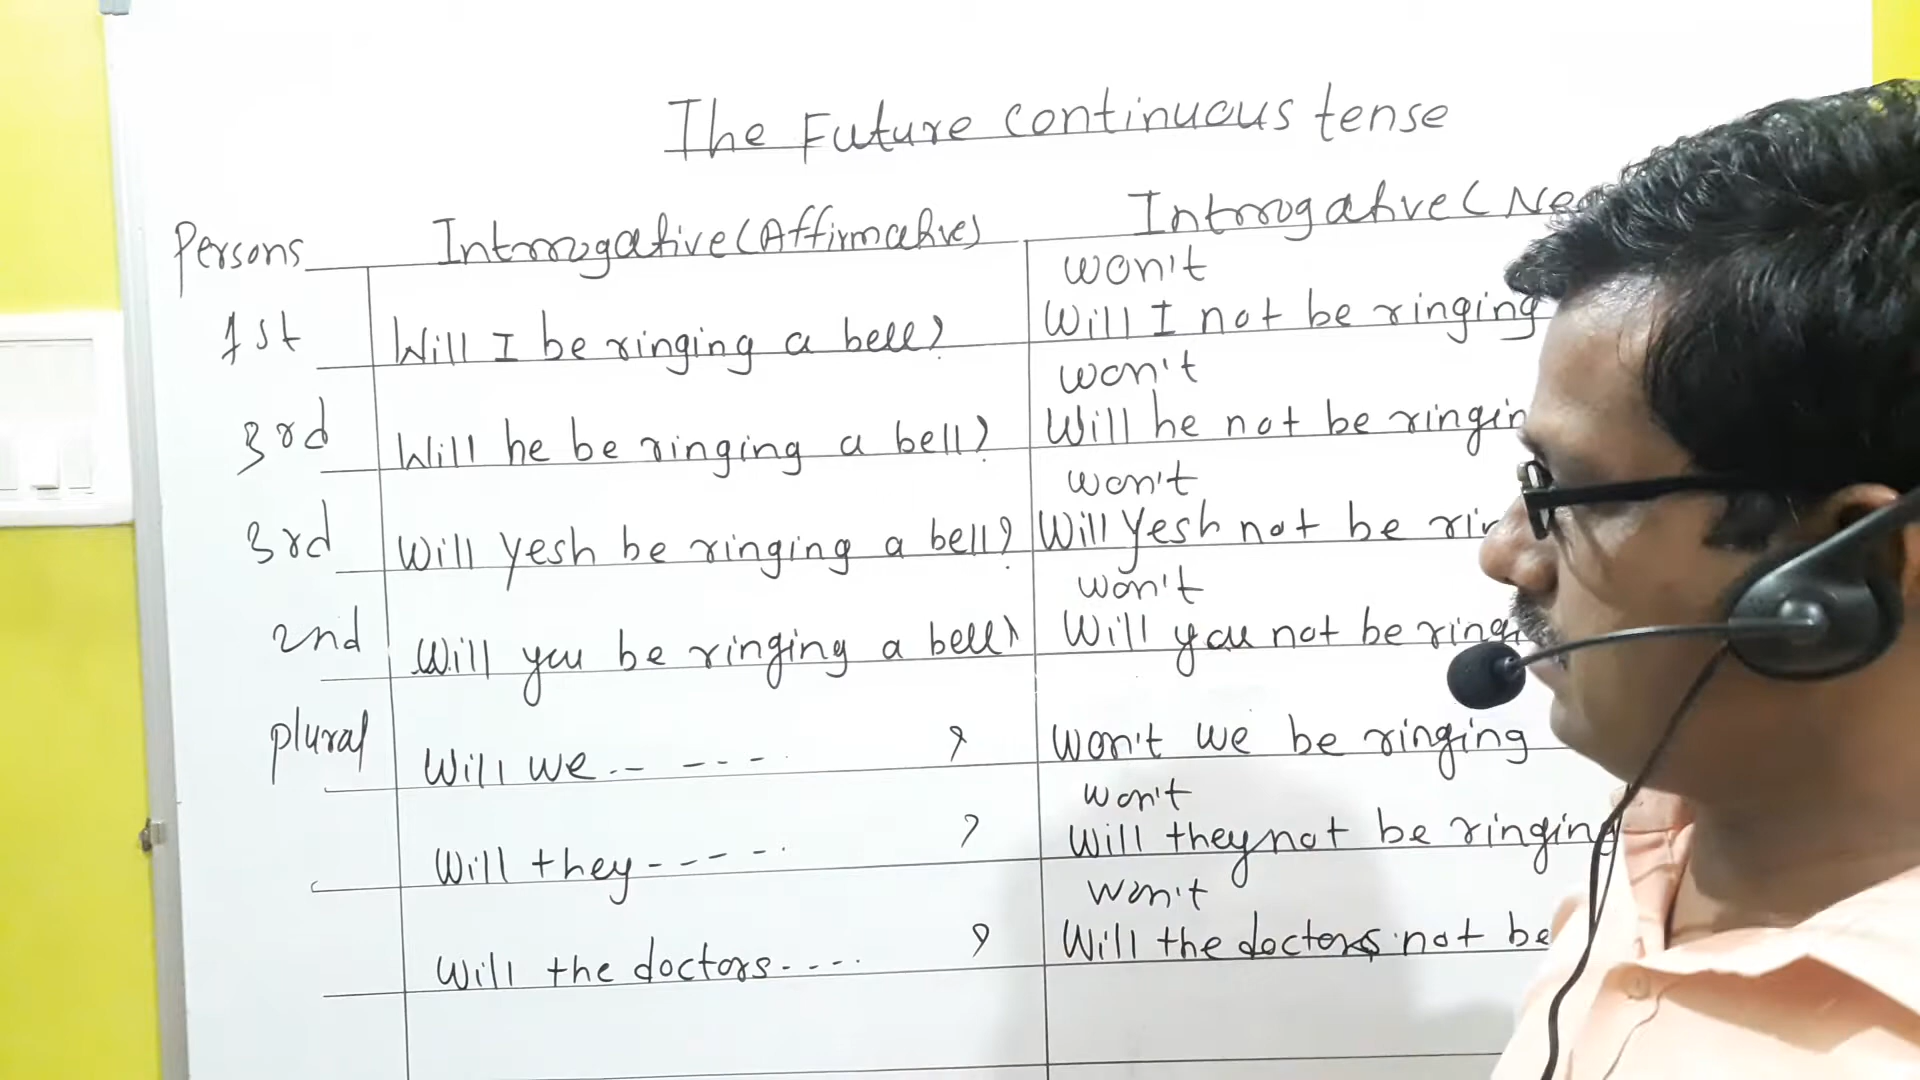 The Future continuous tense
Persons Introgative (Affirmative) Introgative (Ne
won't
1st Will I be ringing a bell? Will I not be ringing
won't
3rd Will he be ringing a bell? Will he not be ringin
won't
3rd Will Yesh be ringing a bell? Will Yesh not be rin
won't
2nd Will you be ringing a bell? Will you not be ringi
plural Will we -- --- ? Won't we be ringing
won't
Will they ----- ? Will they not be ringing
won't
Will the doctors .... ? Will the doctors not be